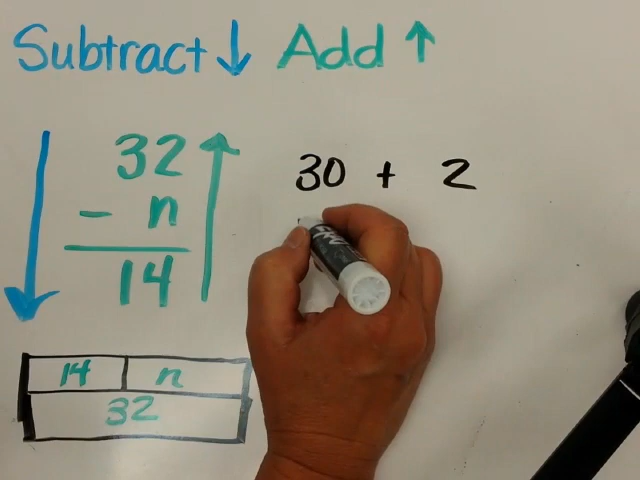 Subtract ↓ Add ↑
32
- n
14
30 + 2
14 n
32